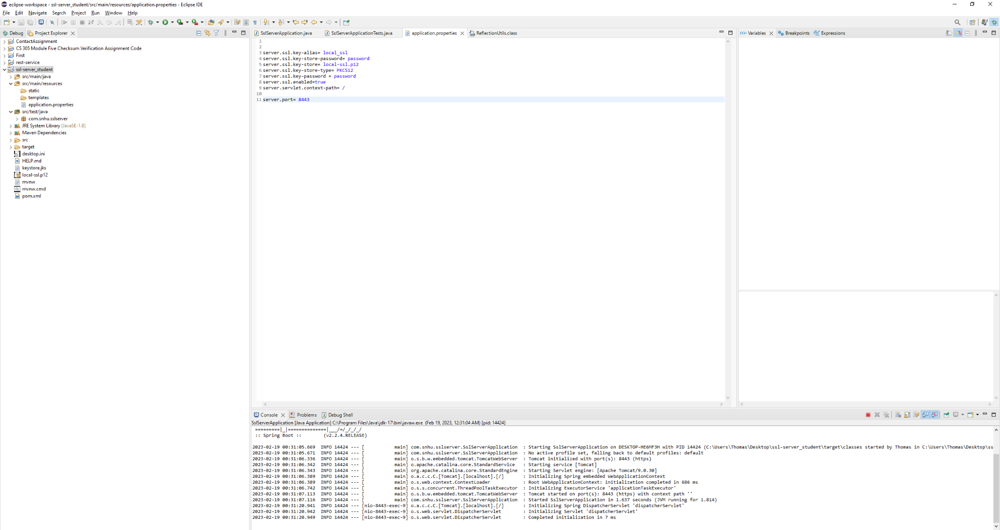 eclipse-workspace - ssl-server_student/src/main/resources/application.properties - Eclipse IDE
File Edit Navigate Search Project Run Window Help
Debug Project Explorer
ContactAssignment
CS 305 Module Five Checksum Verification Assignment Code
First
rest-service
ssl-server_student
src/main/java
src/main/resources
static
templates
application.properties
src/test/java
com.snhu.sslserver
JRE System Library [JavaSE-1.8]
Maven Dependencies
src
target
desktop.ini
HELP.md
keystore.jks
local-ssl.p12
mvnw
mvnw.cmd
pom.xml
SslServerApplication.java SslServerApplicationTests.java application.properties ReflectionUtils.class
1
2
3 server.ssl.key-alias= local_ssl
4 server.ssl.key-store-password= password
5 server.ssl.key-store= local-ssl.p12
6 server.ssl.key-store-type= PKCS12
7 server.ssl.key-password = password
8 server.ssl.enabled=true
9 server.servlet.context-path= /
10
11 server.port= 8443
(x)= Variables Breakpoints Expressions
Console Problems Debug Shell
SslServerApplication [Java Application] C:\Program Files\Java\jdk-17\bin\javaw.exe (Feb 19, 2023, 12:31:04 AM) [pid: 14424]
=========|_|==============|___/=/_/_/_/
:: Spring Boot :: (v2.2.4.RELEASE)
2023-02-19 00:31:05.669 INFO 14424 --- [ main] com.snhu.sslserver.SslServerApplication : Starting SslServerApplication on DESKTOP-HE6MF3H with PID 14424 (C:\Users\Thomas\Desktop\ssl-server_student\target\classes started by Thomas in C:\Users\Thomas\Desktop\ss
2023-02-19 00:31:05.671 INFO 14424 --- [ main] com.snhu.sslserver.SslServerApplication : No active profile set, falling back to default profiles: default
2023-02-19 00:31:06.336 INFO 14424 --- [ main] o.s.b.w.embedded.tomcat.TomcatWebServer : Tomcat initialized with port(s): 8443 (https)
2023-02-19 00:31:06.342 INFO 14424 --- [ main] o.apache.catalina.core.StandardService : Starting service [Tomcat]
2023-02-19 00:31:06.343 INFO 14424 --- [ main] org.apache.catalina.core.StandardEngine : Starting Servlet engine: [Apache Tomcat/9.0.30]
2023-02-19 00:31:06.389 INFO 14424 --- [ main] o.a.c.c.C.[Tomcat].[localhost].[/] : Initializing Spring embedded WebApplicationContext
2023-02-19 00:31:06.389 INFO 14424 --- [ main] o.s.web.context.ContextLoader : Root WebApplicationContext: initialization completed in 686 ms
2023-02-19 00:31:06.742 INFO 14424 --- [ main] o.s.s.concurrent.ThreadPoolTaskExecutor : Initializing ExecutorService 'applicationTaskExecutor'
2023-02-19 00:31:07.113 INFO 14424 --- [ main] o.s.b.w.embedded.tomcat.TomcatWebServer : Tomcat started on port(s): 8443 (https) with context path ''
2023-02-19 00:31:07.116 INFO 14424 --- [ main] com.snhu.sslserver.SslServerApplication : Started SslServerApplication in 1.637 seconds (JVM running for 1.814)
2023-02-19 00:31:20.941 INFO 14424 --- [nio-8443-exec-9] o.a.c.c.C.[Tomcat].[localhost].[/] : Initializing Spring DispatcherServlet 'dispatcherServlet'
2023-02-19 00:31:20.942 INFO 14424 --- [nio-8443-exec-9] o.s.web.servlet.DispatcherServlet : Initializing Servlet 'dispatcherServlet'
2023-02-19 00:31:20.949 INFO 14424 --- [nio-8443-exec-9] o.s.web.servlet.DispatcherServlet : Completed initialization in 7 ms